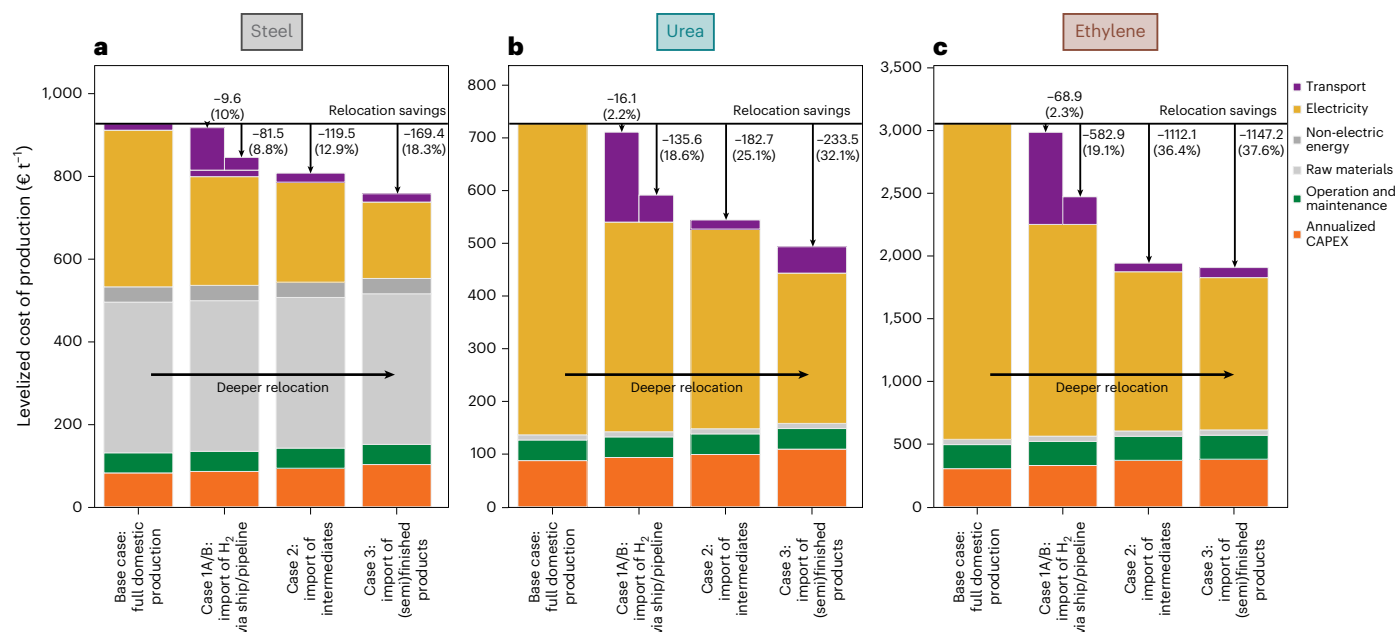 Steel
Urea
Ethylene
a
b
c
Levelized cost of production (€ t⁻¹)
1,000
800
600
400
200
0
–9.6
(10%)
Relocation savings
–81.5
(8.8%)
–119.5
(12.9%)
–169.4
(18.3%)
Deeper relocation
Base case:
full domestic
production
Case 1A/B:
import of H₂
via ship/pipeline
Case 2:
import of
intermediates
Case 3: import of
(semi)finished
products
800
700
600
500
400
300
200
100
0
–16.1
(2.2%)
Relocation savings
–135.6
(18.6%)
–182.7
(25.1%)
–233.5
(32.1%)
Deeper relocation
Base case:
full domestic
production
Case 1A/B:
import of H₂
via ship/pipeline
Case 2:
import of
intermediates
Case 3: import of
(semi)finished
products
3,500
3,000
2,500
2,000
1,500
1,000
500
0
–68.9
(2.3%)
Relocation savings
–582.9
(19.1%)
–1112.1
(36.4%)
–1147.2
(37.6%)
Deeper relocation
Base case:
full domestic
production
Case 1A/B:
import of H₂
via ship/pipeline
Case 2:
import of
intermediates
Case 3: import of
(semi)finished
products
Transport
Electricity
Non-electric
energy
Raw materials
Operation and
maintenance
Annualized
CAPEX